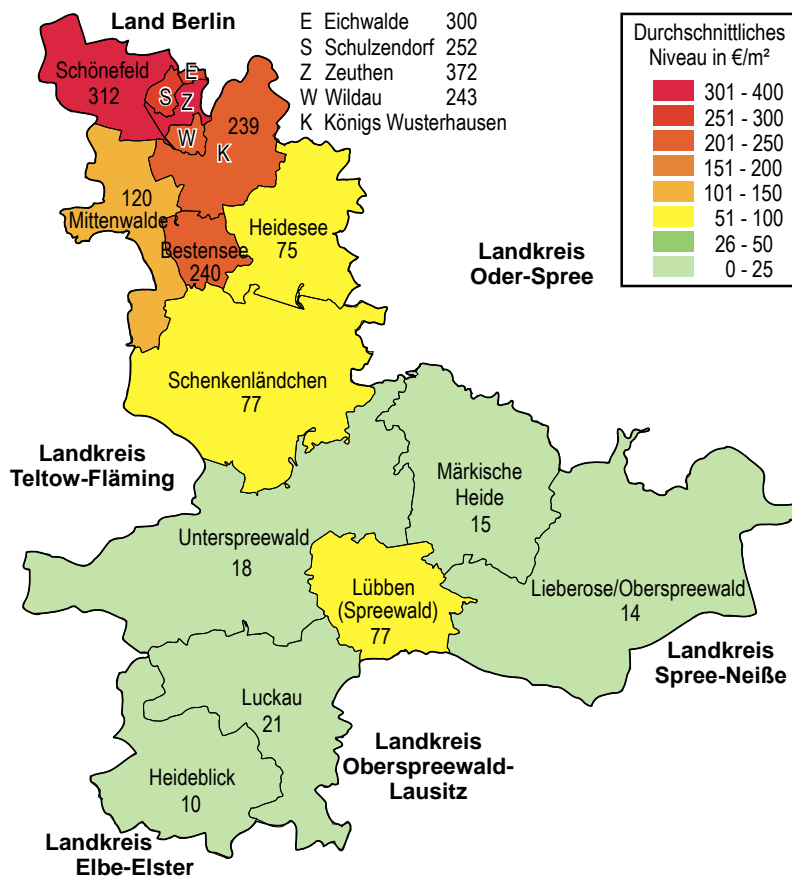 Land Berlin
E Eichwalde 300
S Schulzendorf 252
Z Zeuthen 372
W Wildau 243
K Königs Wusterhausen
Durchschnittliches
Niveau in €/m²
301 - 400
251 - 300
201 - 250
151 - 200
101 - 150
51 - 100
26 - 50
0 - 25
Schönefeld
312
E
S
Z
W
239
K
120
Mittenwalde
Bestensee
240
Heidesee
75
Landkreis
Oder-Spree
Schenkenländchen
77
Landkreis
Teltow-Fläming
Märkische
Heide
15
Unterspreewald
18
Lübben
(Spreewald)
77
Lieberose/Oberspreewald
14
Landkreis
Spree-Neiße
Luckau
21
Landkreis
Oberspreewald-
Lausitz
Heideblick
10
Landkreis
Elbe-Elster